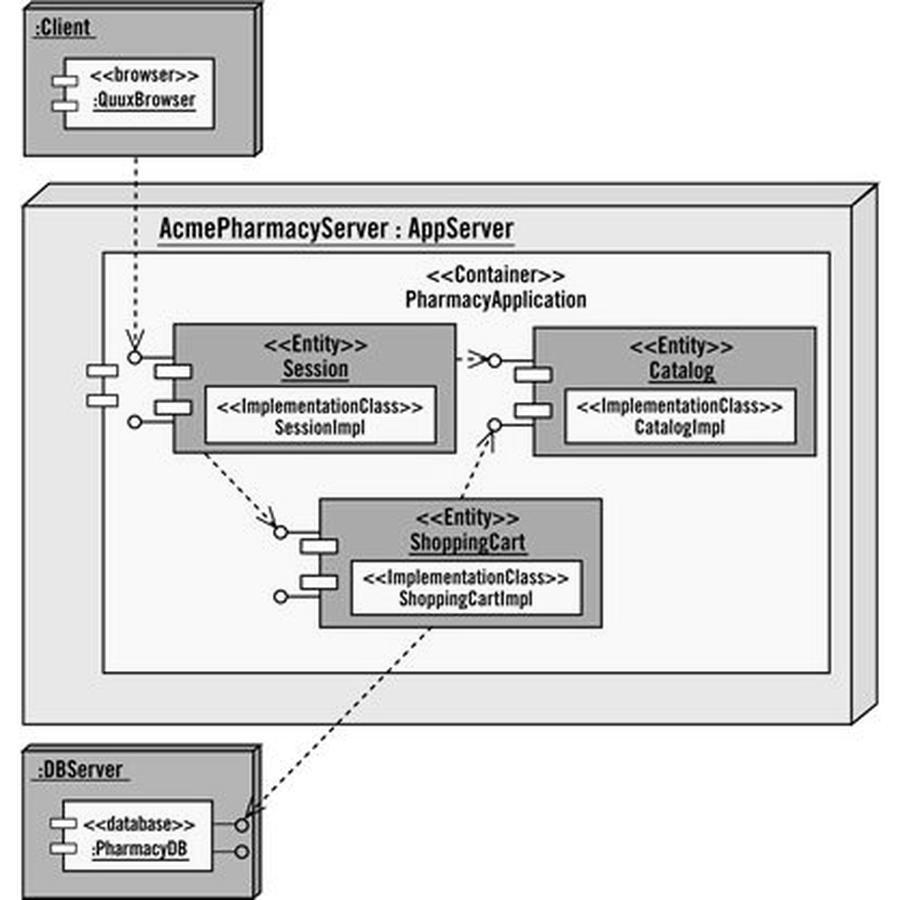 :Client
<<browser>>
:QuuxBrowser
AcmePharmacyServer : AppServer
<<Container>>
PharmacyApplication
<<Entity>>
Session
<<ImplementationClass>>
SessionImpl
<<Entity>>
Catalog
<<ImplementationClass>>
CatalogImpl
<<Entity>>
ShoppingCart
<<ImplementationClass>>
ShoppingCartImpl
:DBServer
<<database>>
:PharmacyDB